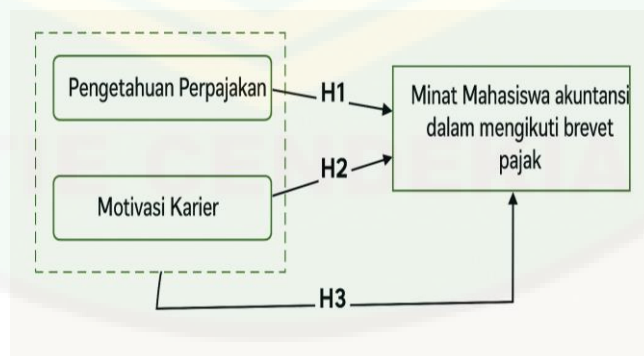 Pengetahuan Perpajakan
H1
Minat Mahasiswa akuntansi
dalam mengikuti brevet
pajak
H2
Motivasi Karier
H3